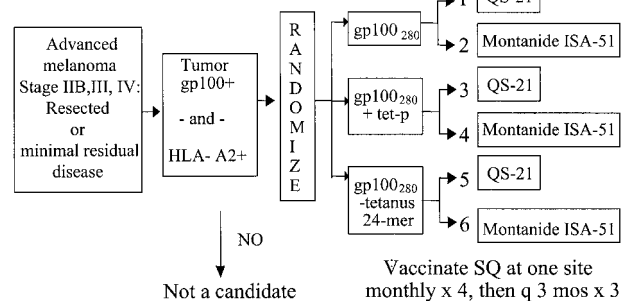 Advanced
melanoma
Stage IIB,III, IV:
Resected
or
minimal residual
disease
Tumor
gp100+
- and -
HLA- A2+
NO
Not a candidate
R
A
N
D
O
M
I
Z
E
gp100 280
gp100280
+ tet-p
gp100280
-tetanus
24-mer
1 QS-21
2 Montanide ISA-51
3 QS-21
4 Montanide ISA-51
5 QS-21
6 Montanide ISA-51
Vaccinate SQ at one site
monthly x 4, then q 3 mos x 3